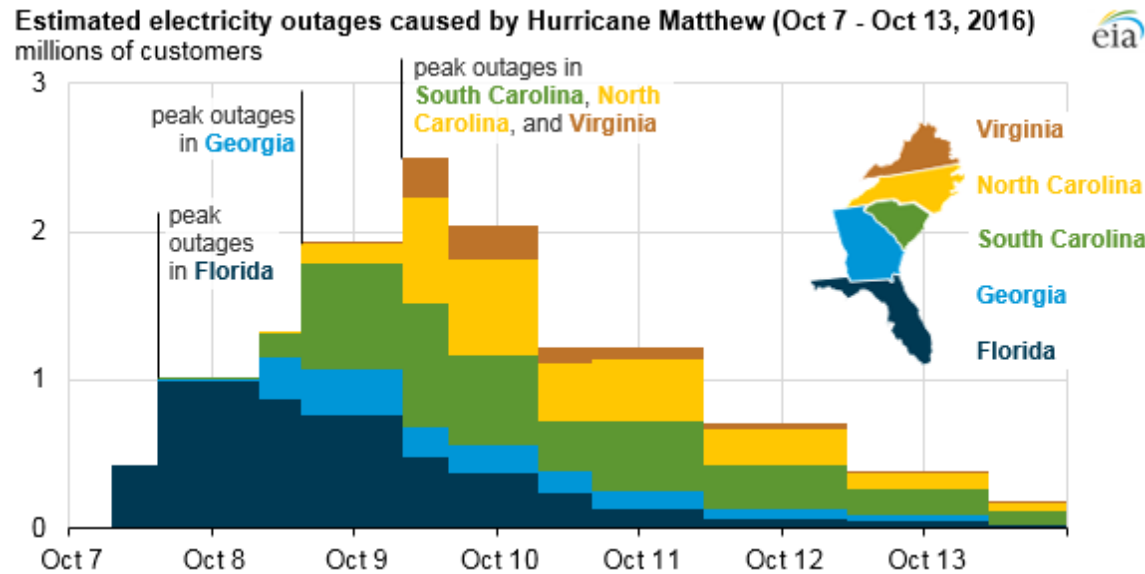 Estimated electricity outages caused by Hurricane Matthew (Oct 7 - Oct 13, 2016)
millions of customers
eia
3
2
1
0
peak outages in
South Carolina, North
Carolina, and Virginia
peak outages
in Georgia
peak
outages
in Florida
Virginia
North Carolina
South Carolina
Georgia
Florida
Oct 7
Oct 8
Oct 9
Oct 10
Oct 11
Oct 12
Oct 13